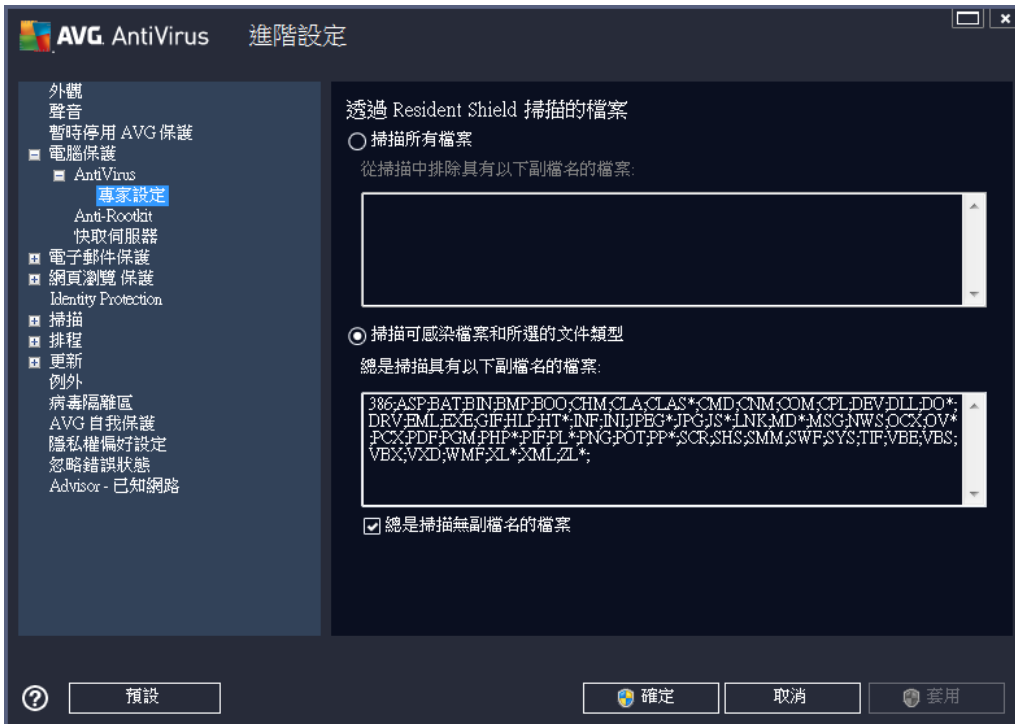 AVG. AntiVirus 進階設定
外觀
聲音
暫時停用 AVG 保護
電腦保護
AntiVirus
專家設定
Anti-Rootkit
快取伺服器
電子郵件保護
網頁瀏覽 保護
Identity Protection
掃描
排程
更新
例外
病毒隔離區
AVG 自我保護
隱私權偏好設定
忽略錯誤狀態
Advisor - 已知網路
透過 Resident Shield 掃描的檔案
掃描所有檔案
從掃描中排除具有以下副檔名的檔案:
掃描可感染檔案和所選的文件類型
總是掃描具有以下副檔名的檔案:
386;ASP;BAT;BIN;BMP;BOO;CHM;CLA;CLAS*;CMD;CNM;COM;CPL;DEV;DLL;DO*;
DRV;EML;EXE;GIF;HLP;HT*;INF;INI;JPEG*;JPG;JS*;LNK;MD*;MSG;NWS;OCX;OV*
;PCX;PDF;PGM;PHP*;PIF;PL*;PNG;POT;PP*;SCR;SHS;SMM;SWF;SYS;TIF;VBE;VBS;
VBX;VXD;WMF;XL*;XML;ZL*;
總是掃描無副檔名的檔案
預設
確定
取消
套用